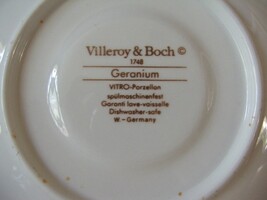 Villeroy & Boch ©
1748
Geranium
VITRO-Porzellan
spülmaschinenfest
Garanti lave-vaisselle
Dishwasher-safe
W.-Germany